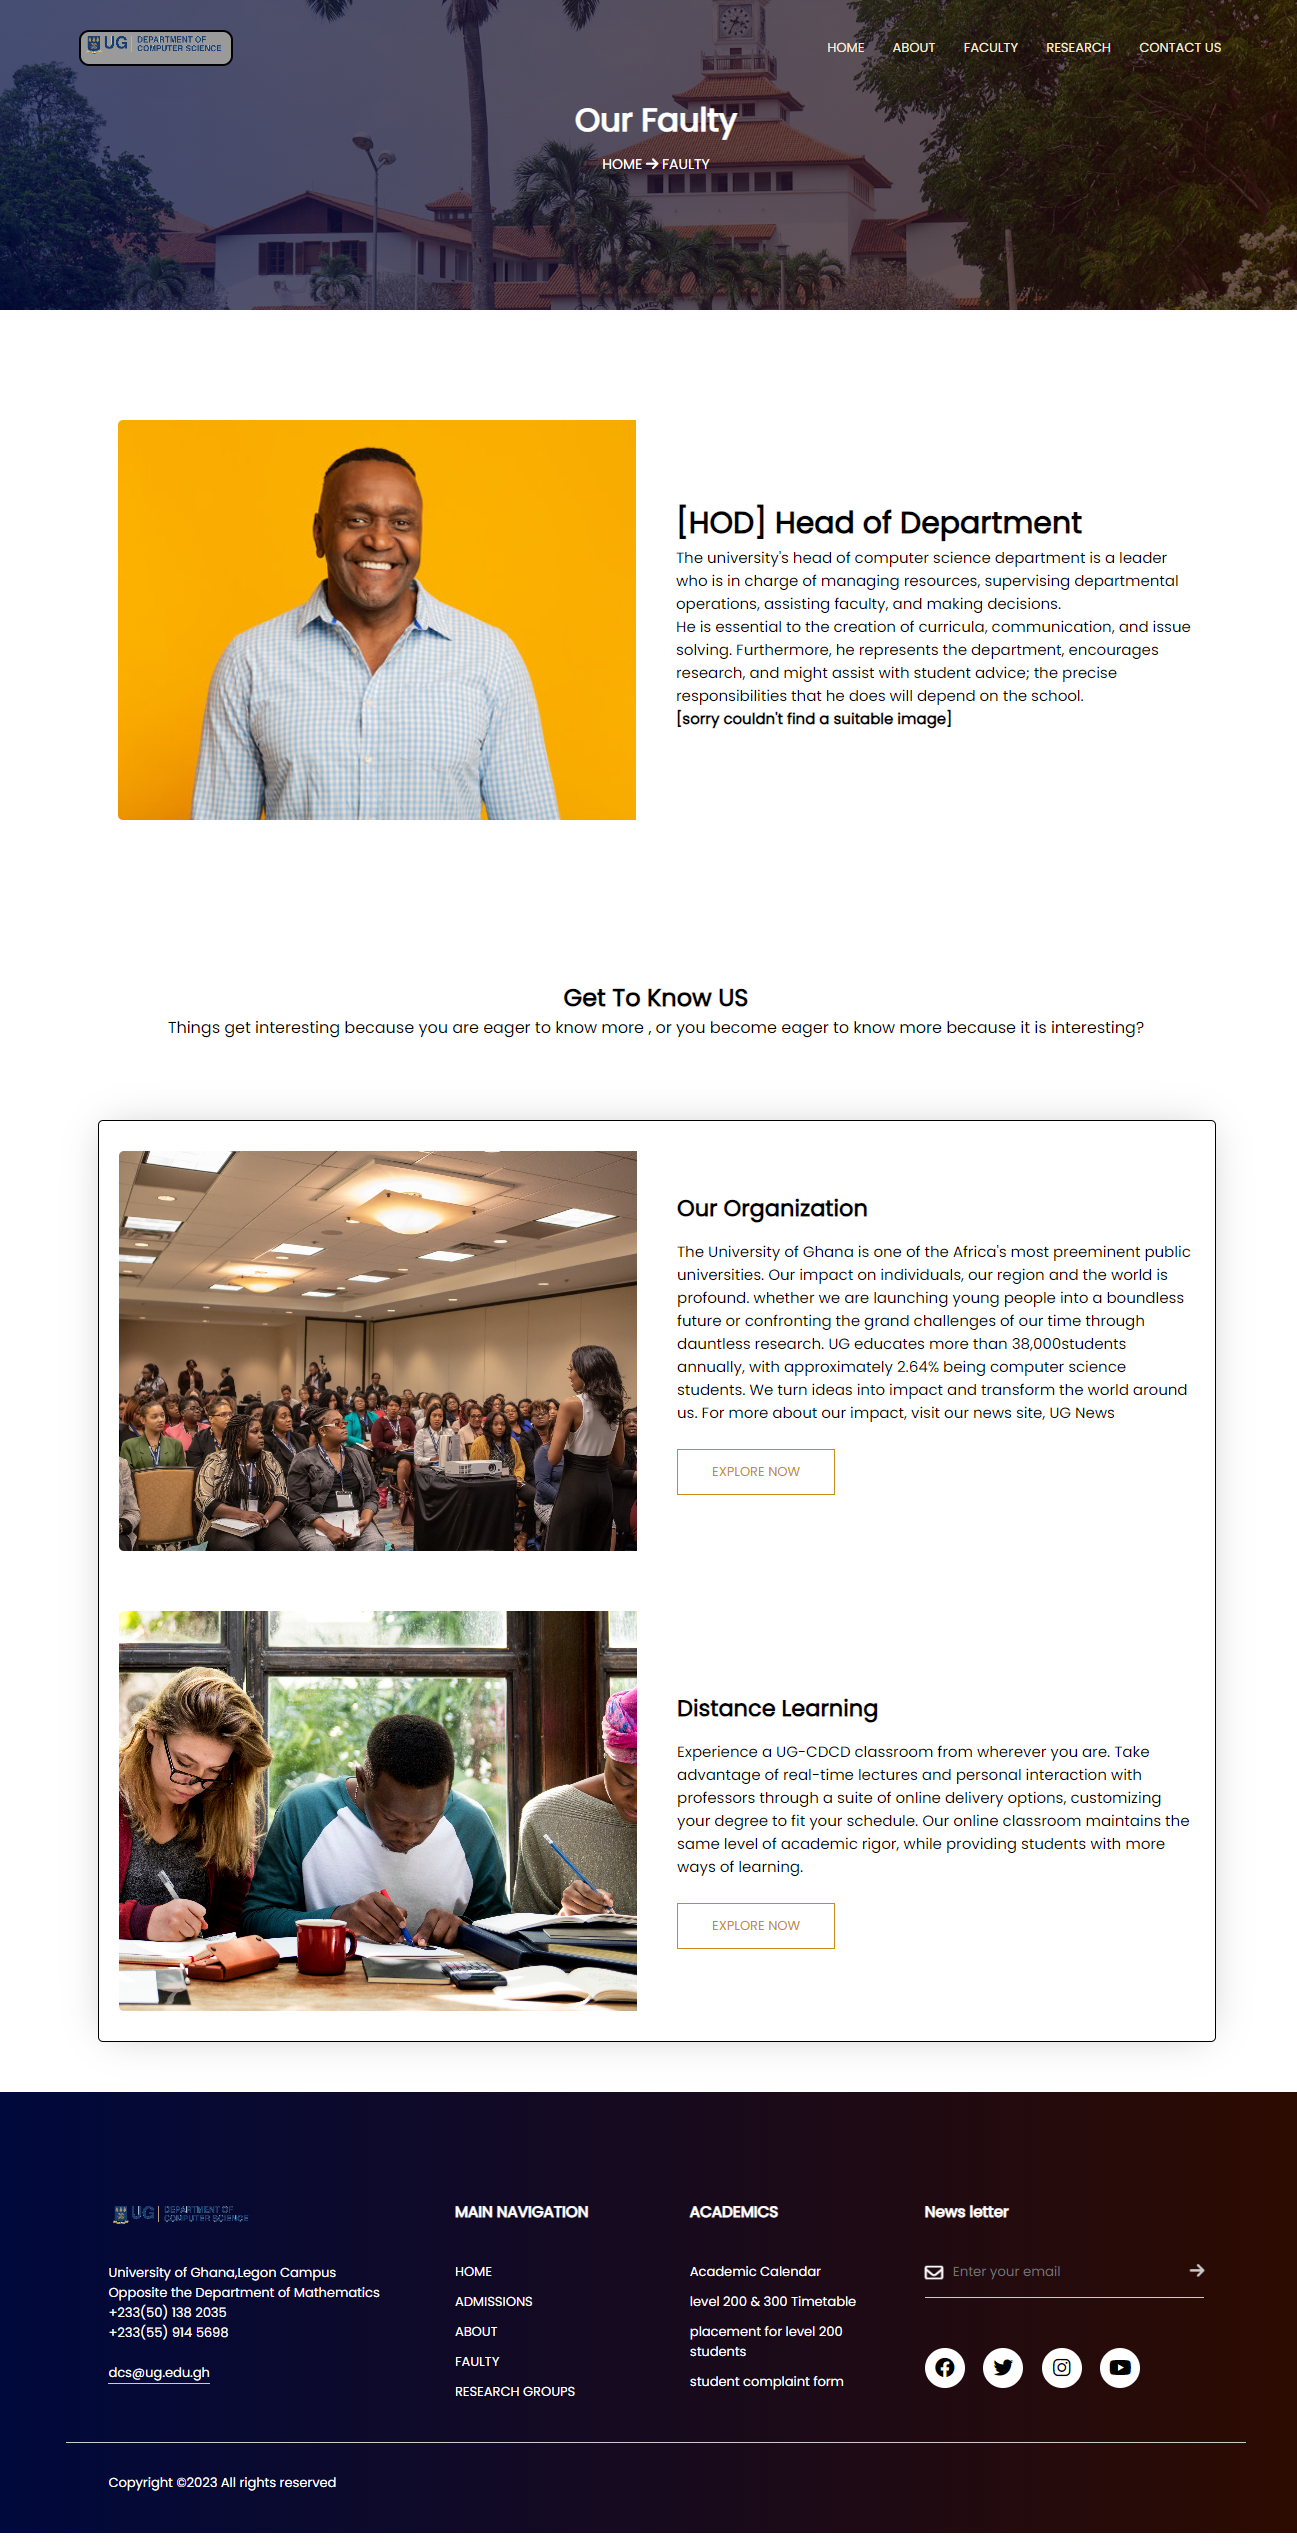 UG DEPARTMENT OF
COMPUTER SCIENCE
HOME ABOUT FACULTY RESEARCH CONTACT US
Our Faulty
HOME → FAULTY
[HOD] Head of Department
The university's head of computer science department is a leader
who is in charge of managing resources, supervising departmental
operations, assisting faculty, and making decisions.
He is essential to the creation of curricula, communication, and issue
solving. Furthermore, he represents the department, encourages
research, and might assist with student advice; the precise
responsibilities that he does will depend on the school.
[sorry couldn't find a suitable image]
Get To Know US
Things get interesting because you are eager to know more , or you become eager to know more because it is interesting?
Our Organization
The University of Ghana is one of the Africa's most preeminent public
universities. Our impact on individuals, our region and the world is
profound. whether we are launching young people into a boundless
future or confronting the grand challenges of our time through
dauntless research. UG educates more than 38,000students
annually, with approximately 2.64% being computer science
students. We turn ideas into impact and transform the world around
us. For more about our impact, visit our news site, UG News
EXPLORE NOW
Distance Learning
Experience a UG-CDCD classroom from wherever you are. Take
advantage of real-time lectures and personal interaction with
professors through a suite of online delivery options, customizing
your degree to fit your schedule. Our online classroom maintains the
same level of academic rigor, while providing students with more
ways of learning.
EXPLORE NOW
UG DEPARTMENT OF
COMPUTER SCIENCE
University of Ghana,Legon Campus
Opposite the Department of Mathematics
+233(50) 138 2035
+233(55) 914 5698
dcs@ug.edu.gh
MAIN NAVIGATION
HOME
ADMISSIONS
ABOUT
FAULTY
RESEARCH GROUPS
ACADEMICS
Academic Calendar
level 200 & 300 Timetable
placement for level 200
students
student complaint form
News letter
Enter your email
Copyright ©2023 All rights reserved